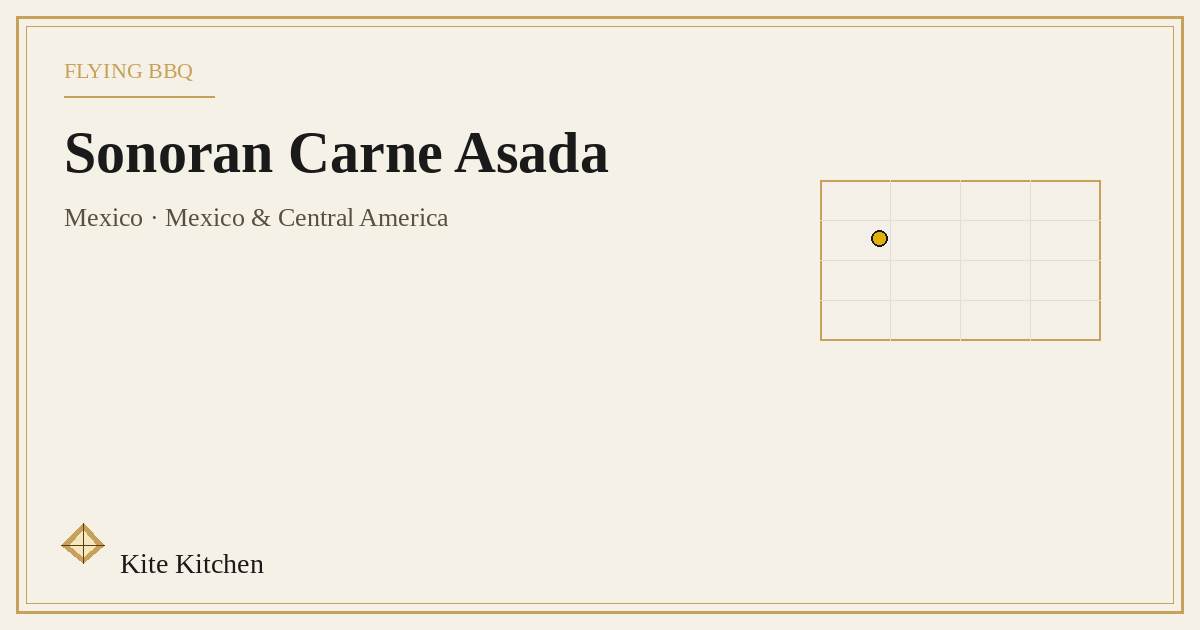 FLYING BBQ
Sonoran Carne Asada
Mexico · Mexico & Central America
Kite Kitchen